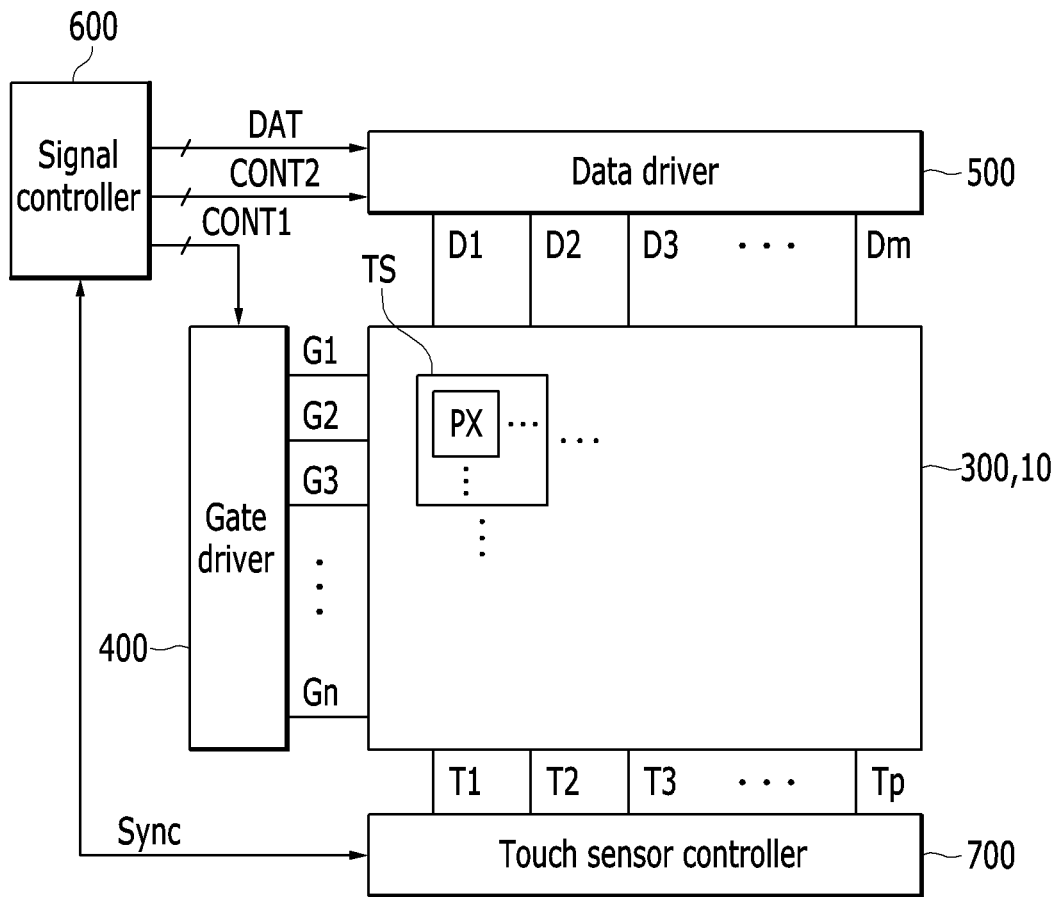 600
Signal
controller
DAT
CONT2
CONT1
Data driver
500
D1 D2 D3 ... Dm
TS
G1
G2
G3
Gn
PX
...
...
300,10
Gate
driver
400
T1 T2 T3 ... Tp
Sync
Touch sensor controller
700